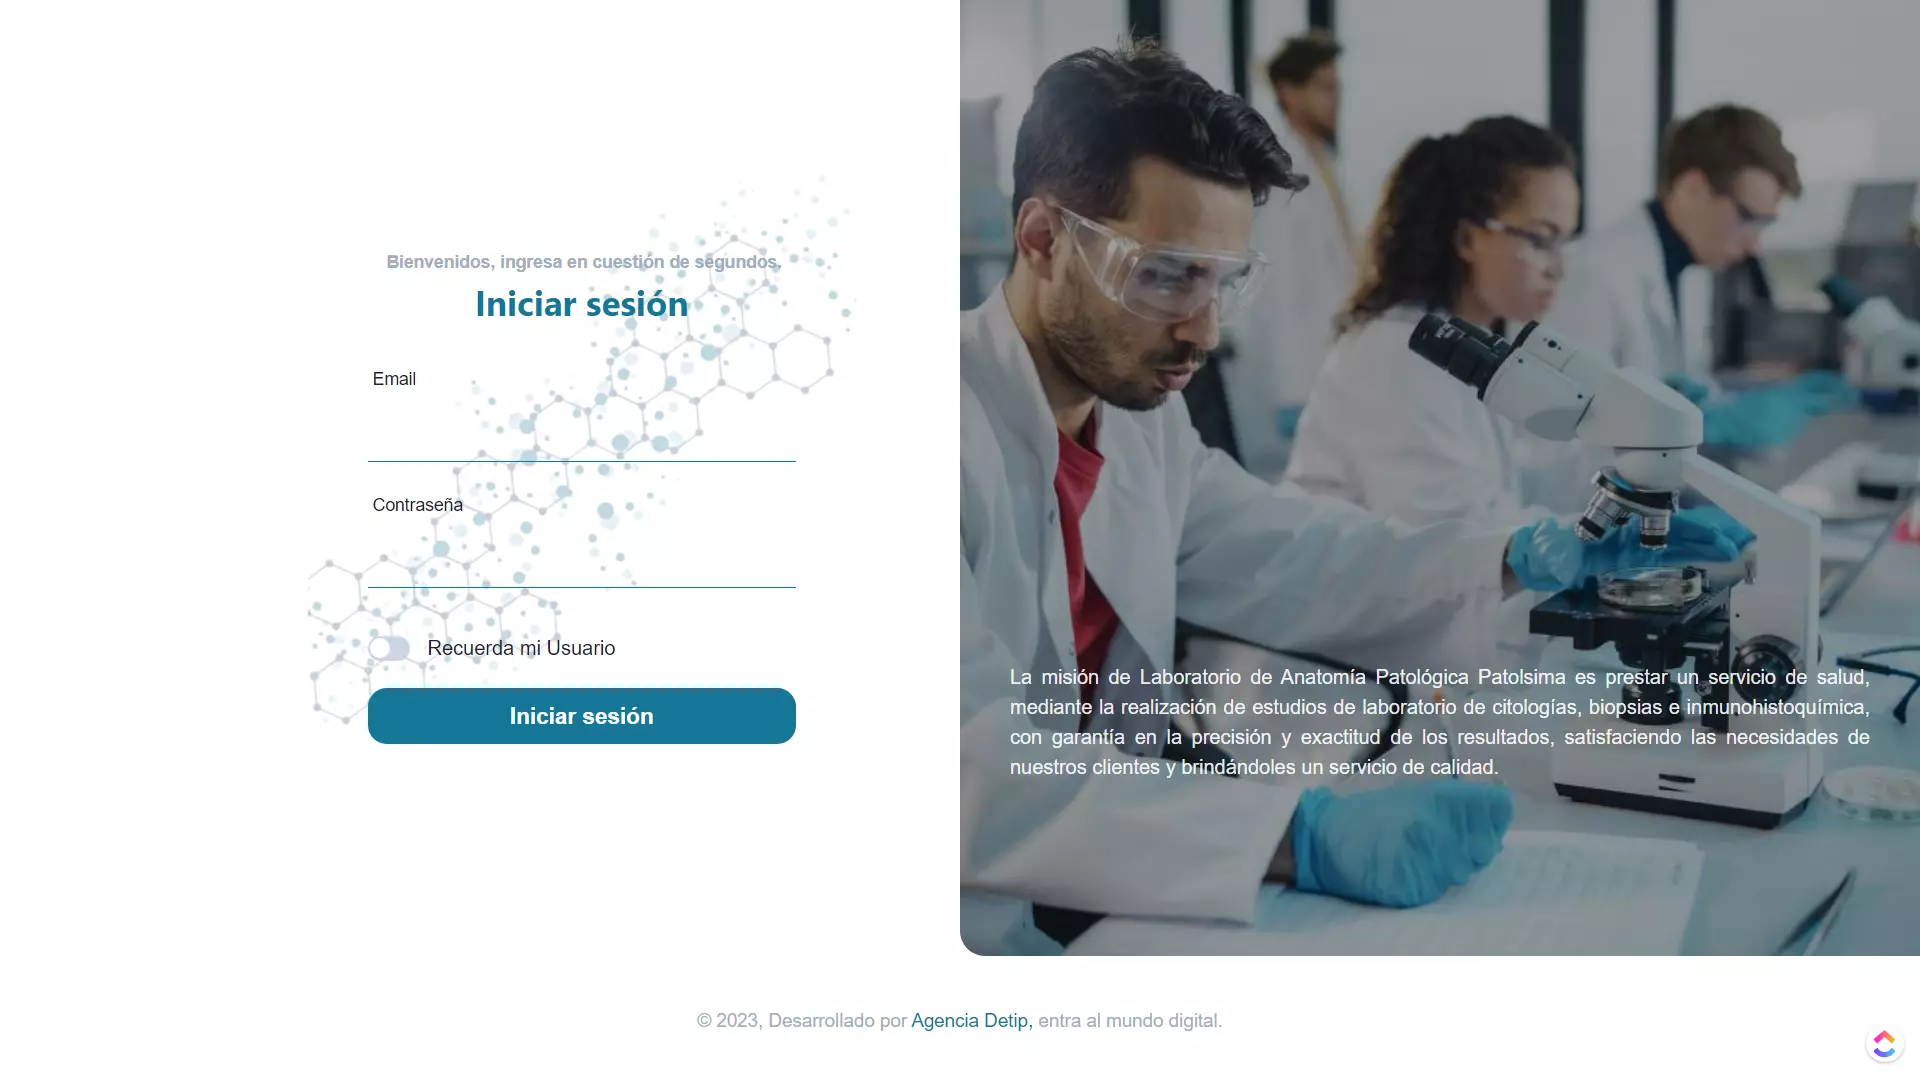 Bienvenidos, ingresa en cuestión de segundos.
Iniciar sesión
Email
Contraseña
Recuerda mi Usuario
Iniciar sesión
La misión de Laboratorio de Anatomía Patológica Patolsima es prestar un servicio de salud,
mediante la realización de estudios de laboratorio de citologías, biopsias e inmunohistoquímica,
con garantía en la precisión y exactitud de los resultados, satisfaciendo las necesidades de
nuestros clientes y brindándoles un servicio de calidad.
© 2023, Desarrollado por Agencia Detip, entra al mundo digital.